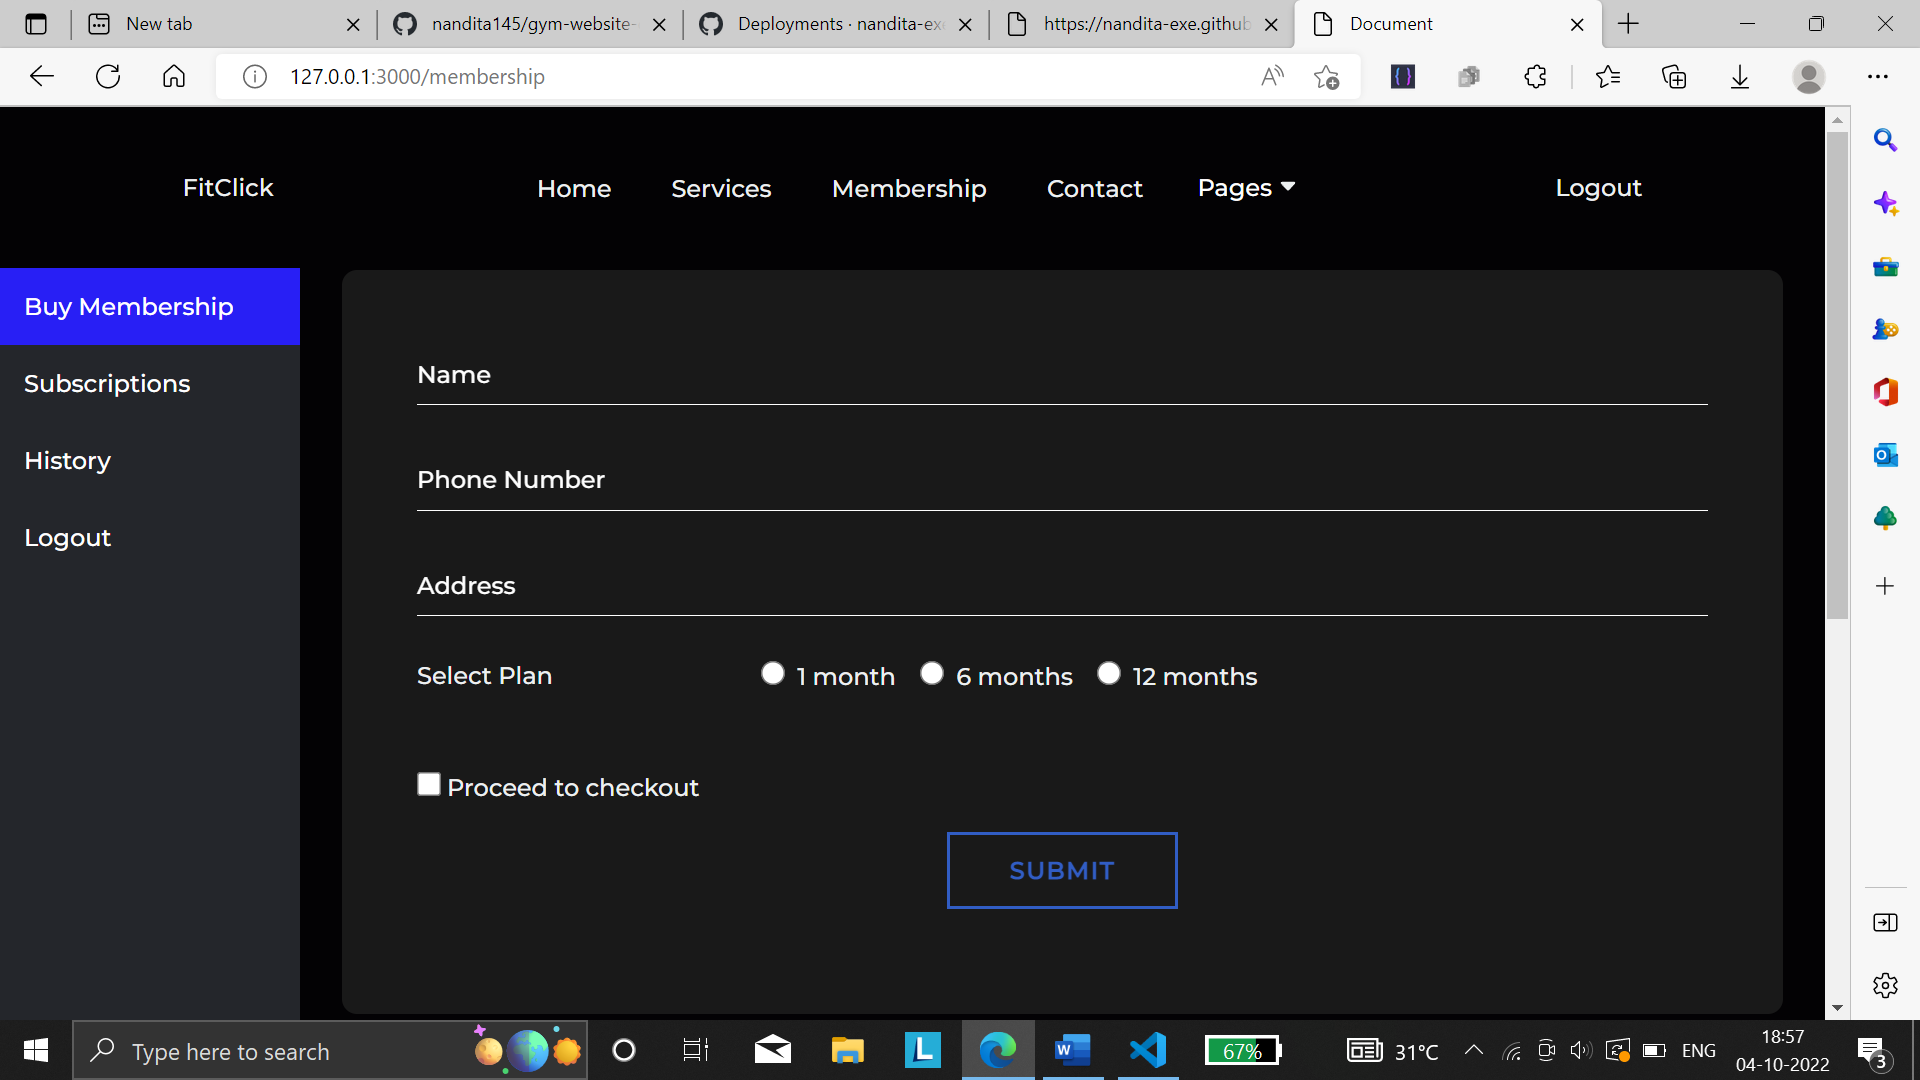 New tab
nandita145/gym-website-
Deployments · nandita-exe
https://nandita-exe.github
Document
127.0.0.1:3000/membership
FitClick
Home
Services
Membership
Contact
Pages
Logout
Buy Membership
Subscriptions
History
Logout
Name
Phone Number
Address
Select Plan
1 month
6 months
12 months
Proceed to checkout
SUBMIT
Type here to search
67%
31°C
ENG
18:57
04-10-2022
3